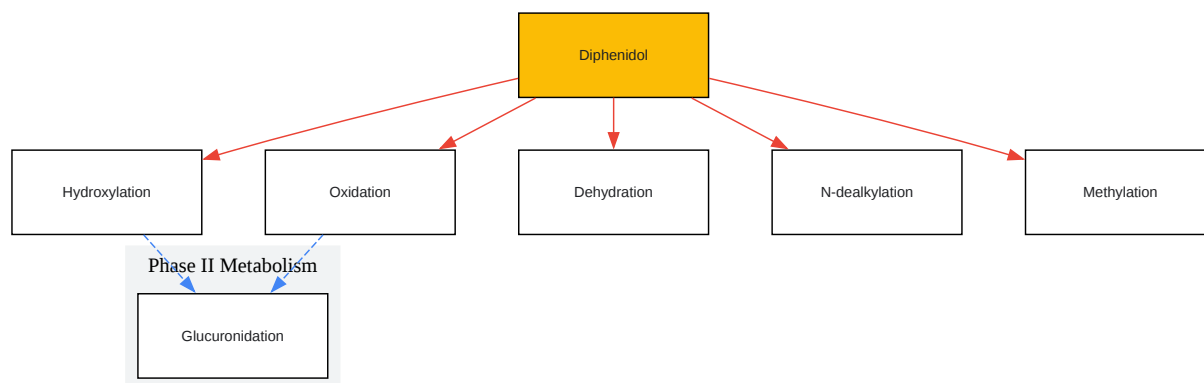 Diphenidol
Hydroxylation
Oxidation
Dehydration
N-dealkylation
Methylation
Phase II Metabolism
Glucuronidation